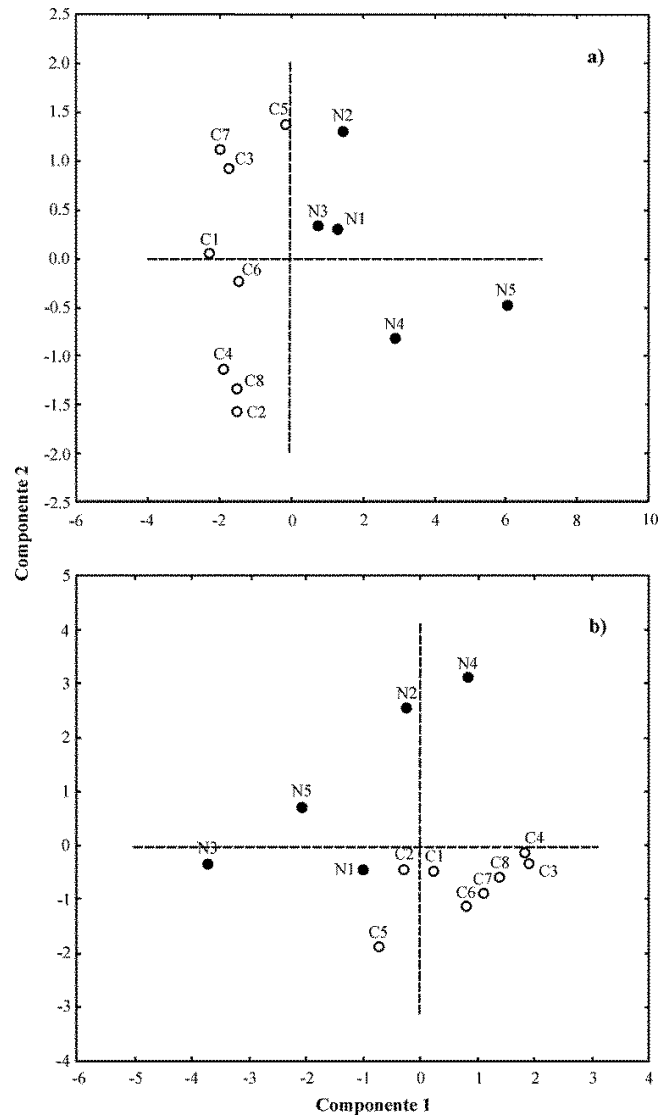 2.5
a)
2.0
1.5
C5
N2
C7
1.0
C3
0.5
N3
N1
C1
0.0
C6
N5
-0.5
N4
-1.0
C4
C8
-1.5
C2
-2.0
-2.5
-6 -4 -2 0 2 4 6 8 10
Componente 2
5
b)
4
N4
3
N2
2
N5
1
C4
0
N3
C2 C1
N1
C8 C3
C7
-1
C6
C5
-2
-3
-4
-6 -5 -4 -3 -2 -1 0 1 2 3 4
Componente 1